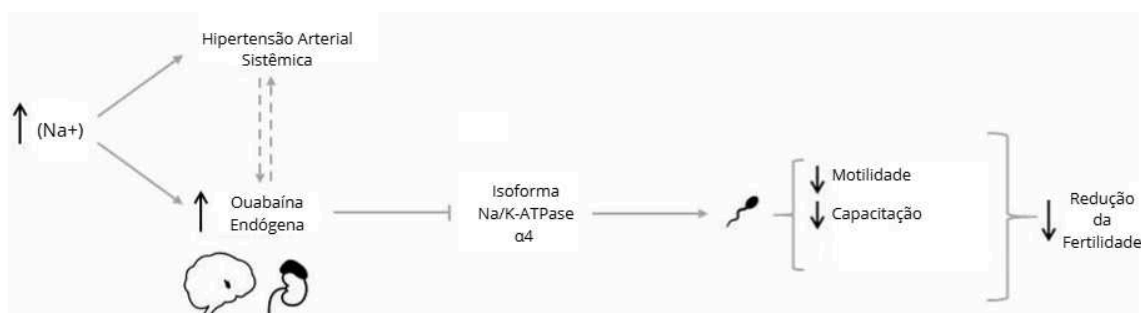 Hipertensão Arterial
Sistêmica
(Na+)
Ouabaína
Endógena
Isoforma
Na/K-ATPase
α4
Motilidade
Capacitação
Redução
da
Fertilidade